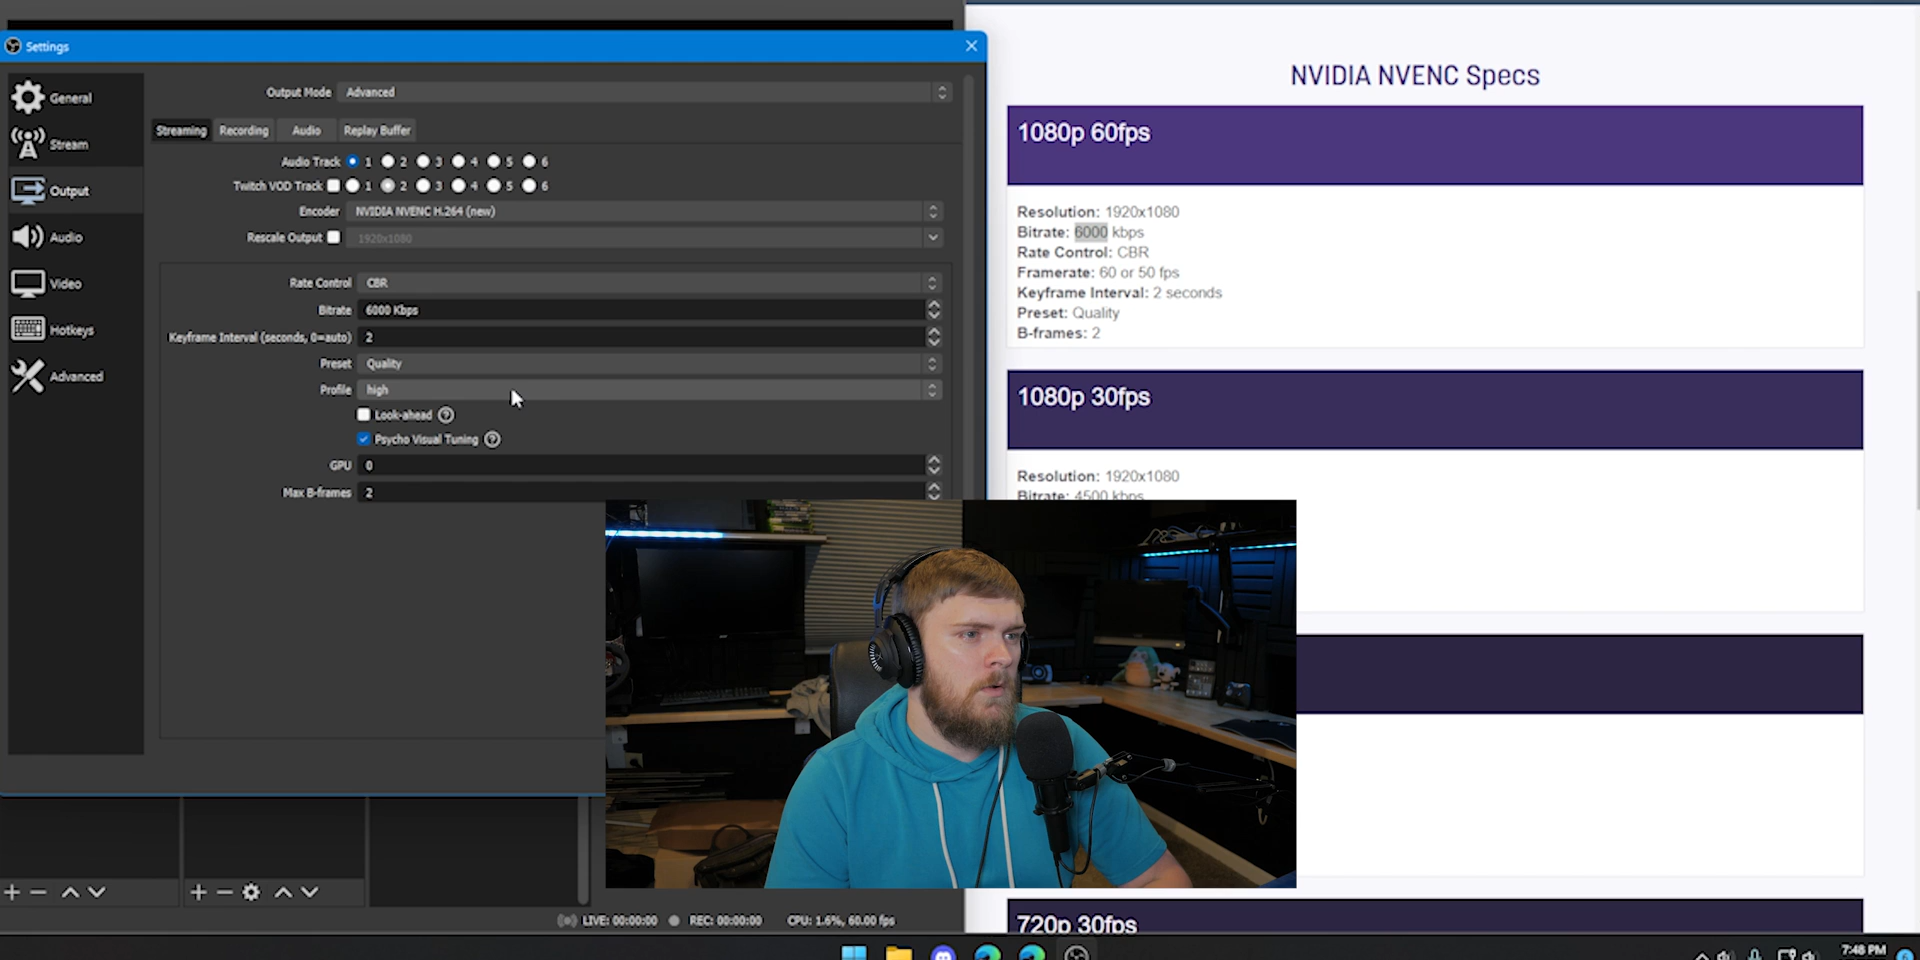 Settings
General
Stream
Output
Audio
Video
Hotkeys
Advanced
Output Mode Advanced
Streaming Recording Audio Replay Buffer
Audio Track 1 2 3 4 5 6
Twitch VOD Track 1 2 3 4 5 6
Encoder NVIDIA NVENC H.264 (new)
Rescale Output 1920x1080
Rate Control CBR
Bitrate 6000 Kbps
Keyframe Interval (seconds, 0=auto) 2
Preset Quality
Profile high
Look-ahead ?
Psycho Visual Tuning ?
GPU 0
Max B-frames 2
LIVE: 00:00:00 REC: 00:00:00 CPU: 1.6%, 60.00 fps
NVIDIA NVENC Specs
1080p 60fps
Resolution: 1920x1080
Bitrate: 6000 kbps
Rate Control: CBR
Framerate: 60 or 50 fps
Keyframe Interval: 2 seconds
Preset: Quality
B-frames: 2
1080p 30fps
Resolution: 1920x1080
Bitrate: 4500 kbps
720p 30fps
7:48 PM